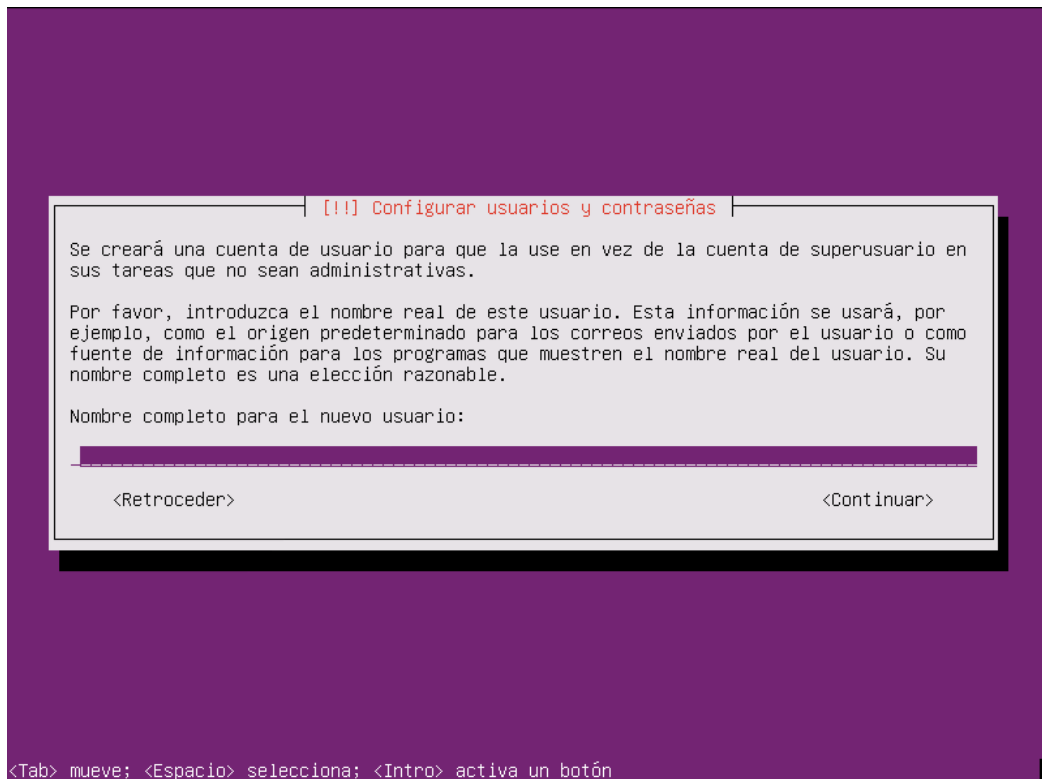 [!!] Configurar usuarios y contraseñas
Se creará una cuenta de usuario para que la use en vez de la cuenta de superusuario en
sus tareas que no sean administrativas.
Por favor, introduzca el nombre real de este usuario. Esta información se usará, por
ejemplo, como el origen predeterminado para los correos enviados por el usuario o como
fuente de información para los programas que muestren el nombre real del usuario. Su
nombre completo es una elección razonable.
Nombre completo para el nuevo usuario:
<Retroceder> <Continuar>
<Tab> mueve; <Espacio> selecciona; <Intro> activa un botón